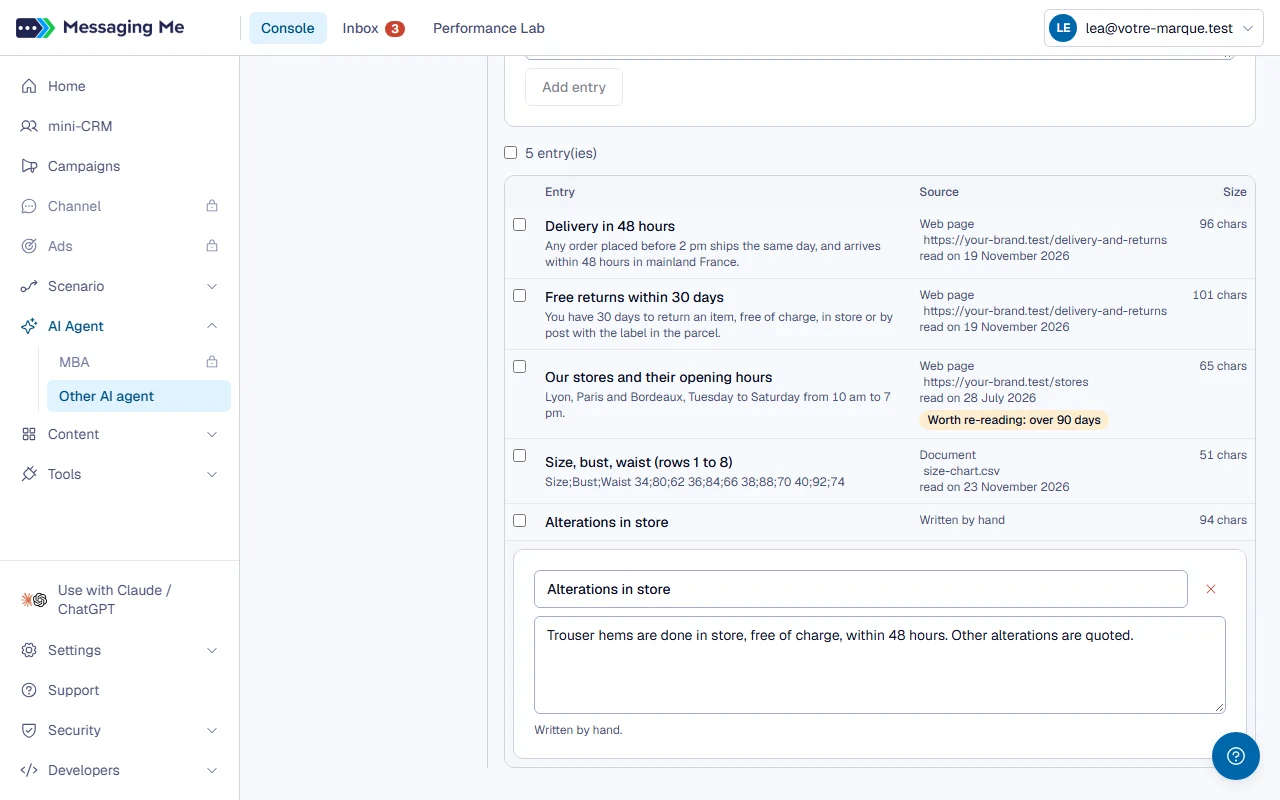 Messaging Me
Console
Inbox 3
Performance Lab
LE lea@votre-marque.test
Home
mini-CRM
Campaigns
Channel
Ads
Scenario
AI Agent
MBA
Other AI agent
Content
Tools
Use with Claude /
ChatGPT
Settings
Support
Security
Developers
Add entry
5 entry(ies)
Entry Source Size
Delivery in 48 hours
Any order placed before 2 pm ships the same day, and arrives
within 48 hours in mainland France.
Web page
https://your-brand.test/delivery-and-returns
read on 19 November 2026
96 chars
Free returns within 30 days
You have 30 days to return an item, free of charge, in store or by
post with the label in the parcel.
Web page
https://your-brand.test/delivery-and-returns
read on 19 November 2026
101 chars
Our stores and their opening hours
Lyon, Paris and Bordeaux, Tuesday to Saturday from 10 am to 7
pm.
Web page
https://your-brand.test/stores
read on 28 July 2026
Worth re-reading: over 90 days
65 chars
Size, bust, waist (rows 1 to 8)
Size;Bust;Waist 34;80;62 36;84;66 38;88;70 40;92;74
Document
size-chart.csv
read on 23 November 2026
51 chars
Alterations in store
Written by hand
94 chars
Alterations in store
Trouser hems are done in store, free of charge, within 48 hours. Other alterations are quoted.
Written by hand.